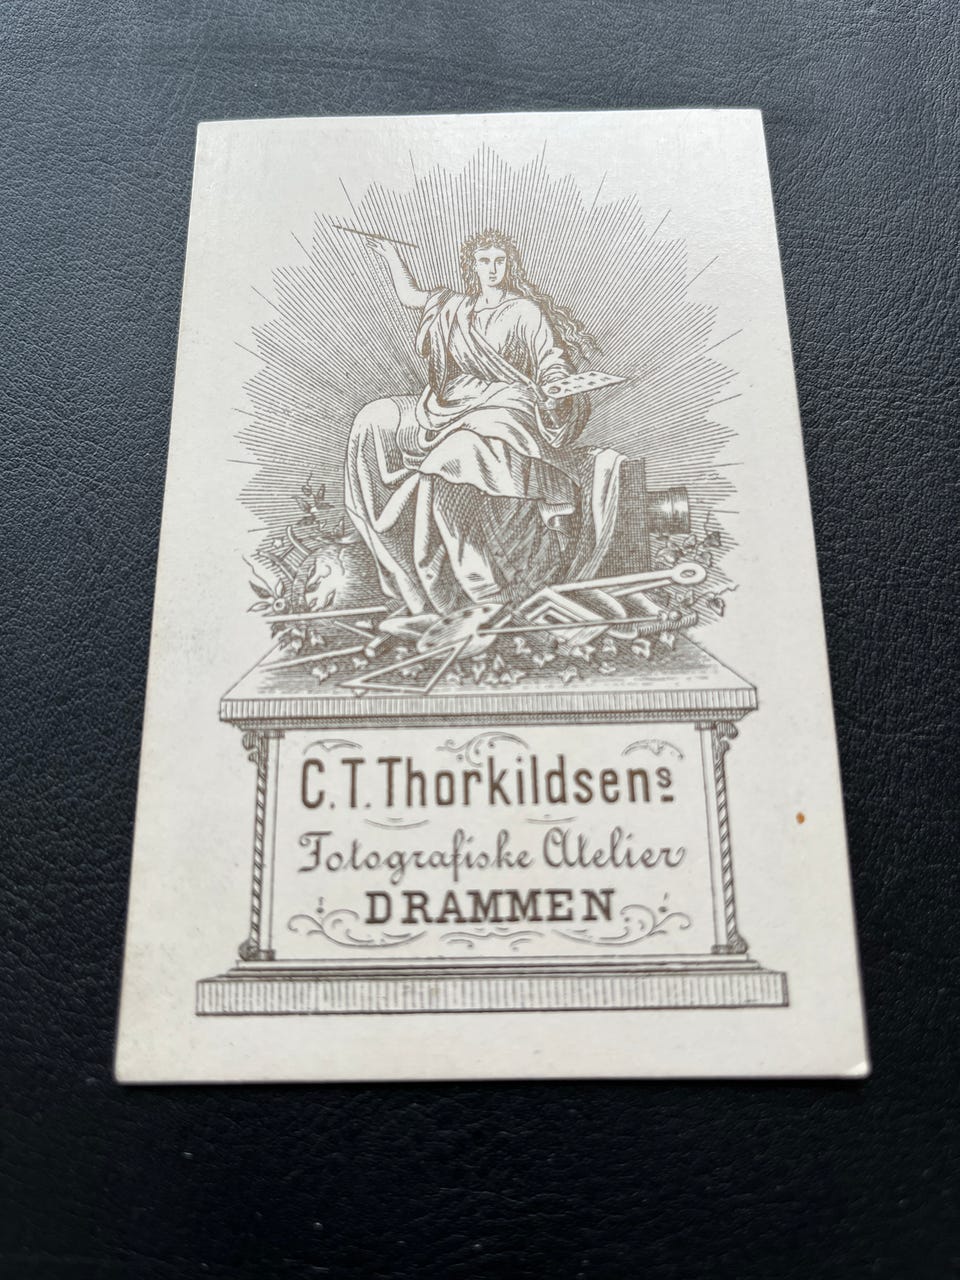 C.T. Thorkildsens
Fotografiske Atelier
DRAMMEN